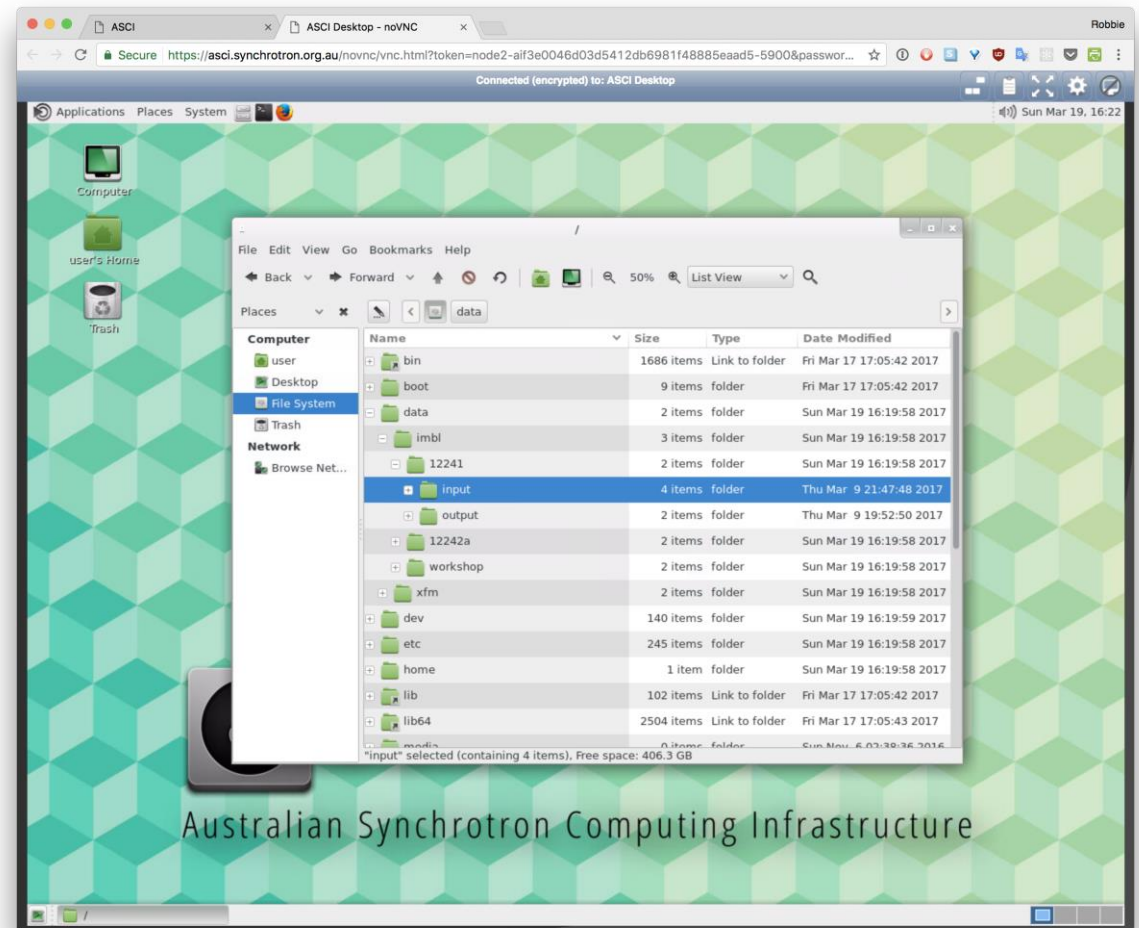 ASCI
ASCI Desktop - noVNC
Robbie
Secure https://asci.synchrotron.org.au/novnc/vnc.html?token=node2-aif3e0046d03d5412db6981f48885eaad5-5900&passwor...
Connected (encrypted) to: ASCI Desktop
Applications Places System
Sun Mar 19, 16:22
Computer
user's Home
Trash
/
File Edit View Go Bookmarks Help
Back Forward 50% List View
Places data
Computer
user
Desktop
File System
Trash
Network
Browse Net...
Name Size Type Date Modified
bin 1686 items Link to folder Fri Mar 17 17:05:42 2017
boot 9 items folder Fri Mar 17 17:05:42 2017
data 2 items folder Sun Mar 19 16:19:58 2017
imbl 3 items folder Sun Mar 19 16:19:58 2017
12241 2 items folder Sun Mar 19 16:19:58 2017
input 4 items folder Thu Mar 9 21:47:48 2017
output 2 items folder Thu Mar 9 19:52:50 2017
12242a 2 items folder Sun Mar 19 16:19:58 2017
workshop 2 items folder Sun Mar 19 16:19:58 2017
xfm 2 items folder Sun Mar 19 16:19:58 2017
dev 140 items folder Sun Mar 19 16:19:59 2017
etc 245 items folder Sun Mar 19 16:19:58 2017
home 1 item folder Sun Mar 19 16:19:58 2017
lib 102 items Link to folder Fri Mar 17 17:05:42 2017
lib64 2504 items Link to folder Fri Mar 17 17:05:43 2017
media 0 items folder Sun Nov 6 02:38:36 2016
"input" selected (containing 4 items), Free space: 406.3 GB
Australian Synchrotron Computing Infrastructure
/